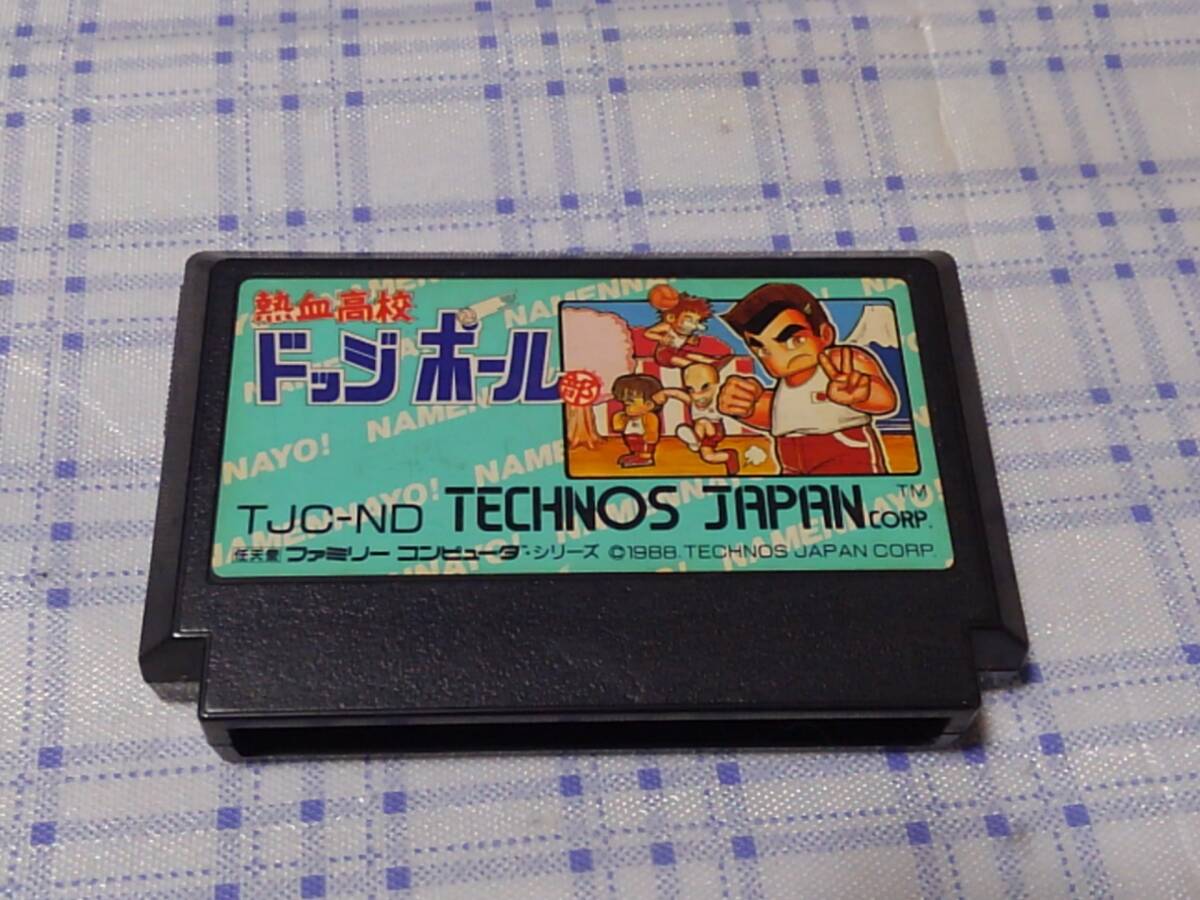 熱血高校
ドッジボール部
NAMENNAYO!
TJC-ND TECHNOS JAPAN CORP. ™
任天堂 ファミリー コンピュータ・シリーズ ©1988 TECHNOS JAPAN CORP.